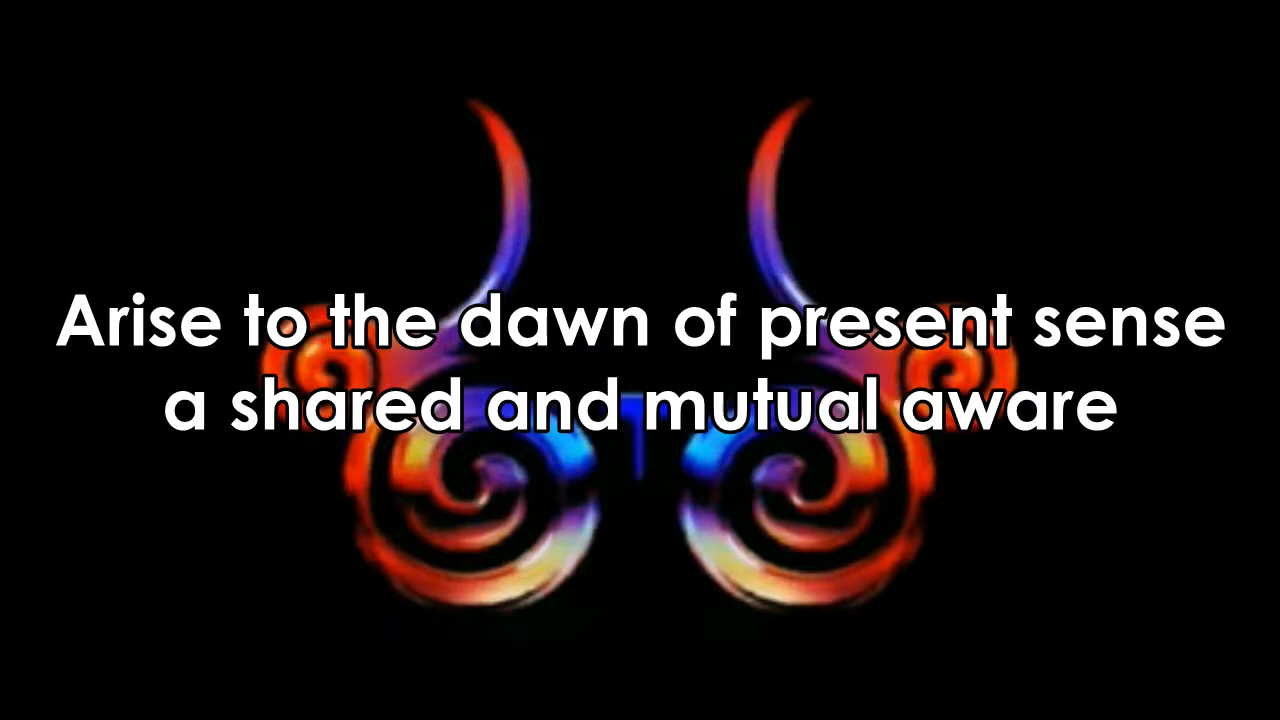 Arise to the dawn of present sense
a shared and mutual aware